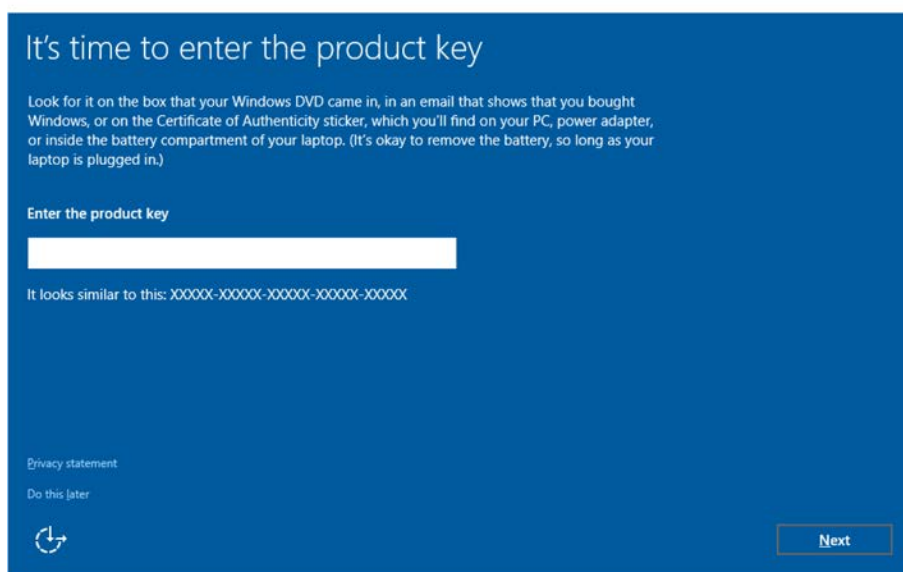 It's time to enter the product key
Look for it on the box that your Windows DVD came in, in an email that shows that you bought
Windows, or on the Certificate of Authenticity sticker, which you'll find on your PC, power adapter,
or inside the battery compartment of your laptop. (It's okay to remove the battery, so long as your
laptop is plugged in.)
Enter the product key
It looks similar to this: XXXXX-XXXXX-XXXXX-XXXXX-XXXXX
Privacy statement
Do this later
Next